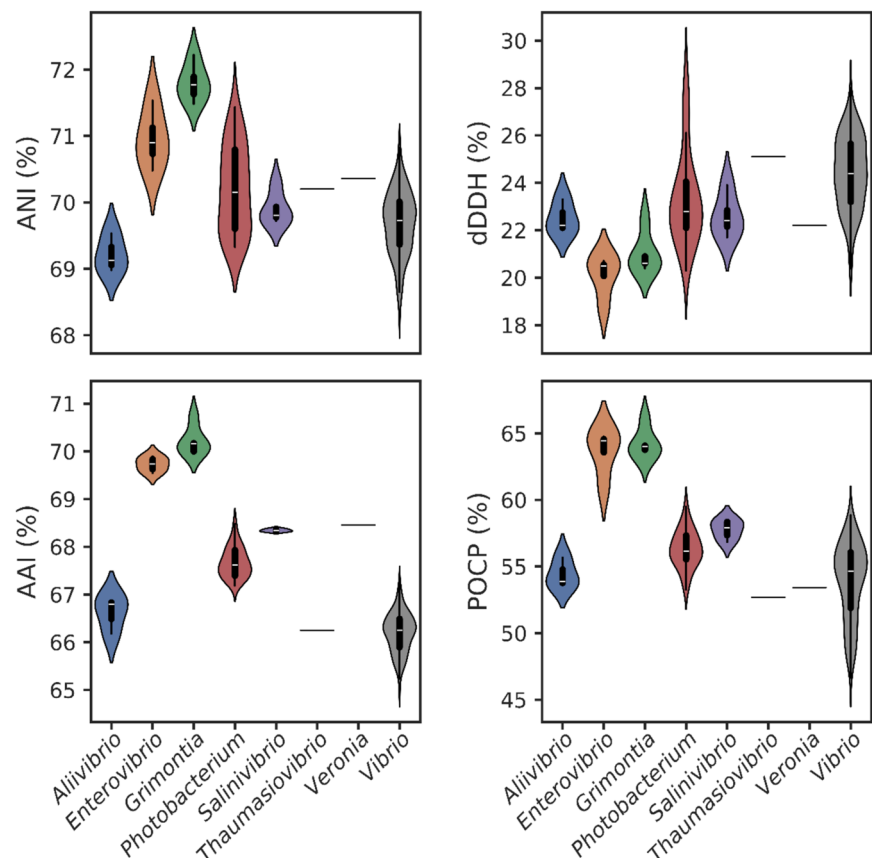 ANI (%)
72
71
70
69
68
dDDH (%)
30
28
26
24
22
20
18
AAI (%)
71
70
69
68
67
66
65
POCP (%)
65
60
55
50
45
Aliivibrio
Enterovibrio
Grimontia
Photobacterium
Salinivibrio
Thaumasiovibrio
Veronia
Vibrio
Aliivibrio
Enterovibrio
Grimontia
Photobacterium
Salinivibrio
Thaumasiovibrio
Veronia
Vibrio